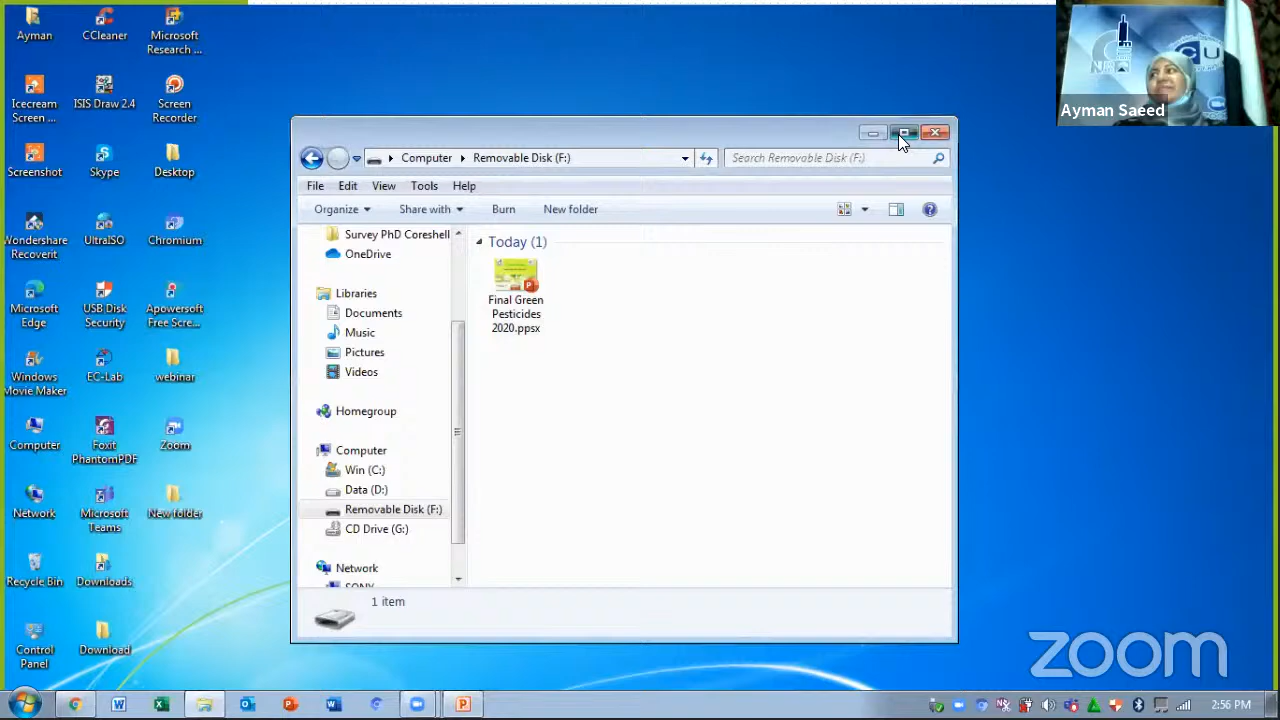 Ayman
CCleaner
Microsoft
Research ...
Icecream
Screen ...
ISIS Draw 2.4
Screen
Recorder
Screenshot
Skype
Desktop
Wondershare
Recoverit
UltraISO
Chromium
Microsoft
Edge
USB Disk
Security
Apowersoft
Free Scre...
Windows
Movie Maker
EC-Lab
webinar
Computer
Foxit
PhantomPDF
Zoom
Network
Microsoft
Teams
New folder
Recycle Bin
Downloads
Control
Panel
Download
Computer
Removable Disk (F:)
Search Removable Disk (F:)
File Edit View Tools Help
Organize Share with Burn New folder
Survey PhD Coreshell
OneDrive
Libraries
Documents
Music
Pictures
Videos
Homegroup
Computer
Win (C:)
Data (D:)
Removable Disk (F:)
CD Drive (G:)
Network
SONY
Today (1)
Final Green
Pesticides
2020.ppsx
1 item
CU
Ayman Saeed
zoom
2:56 PM